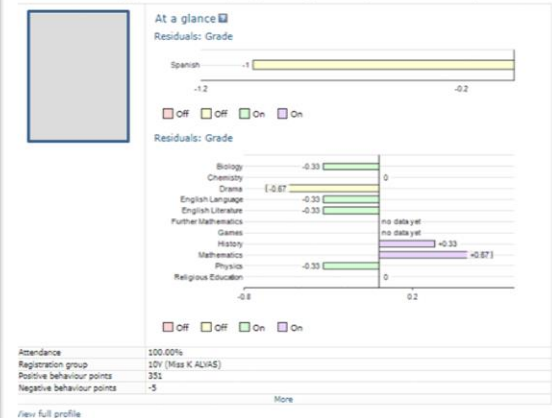 At a glance ?
Residuals: Grade
Spanish -1
-1.2 -0.2
Off Off On On
Residuals: Grade
Biology -0.33
Chemistry 0
Drama (-0.67
English Language -0.33
English Literature -0.33
Further Mathematics no data yet
Games no data yet
History +0.33
Mathematics +0.67)
Physics -0.33
Religious Education 0
-0.8 0.2
Off Off On On
Attendance 100.00%
Registration group 10Y (Miss K ALYAS)
Positive behaviour points 351
Negative behaviour points -5
More
View full profile